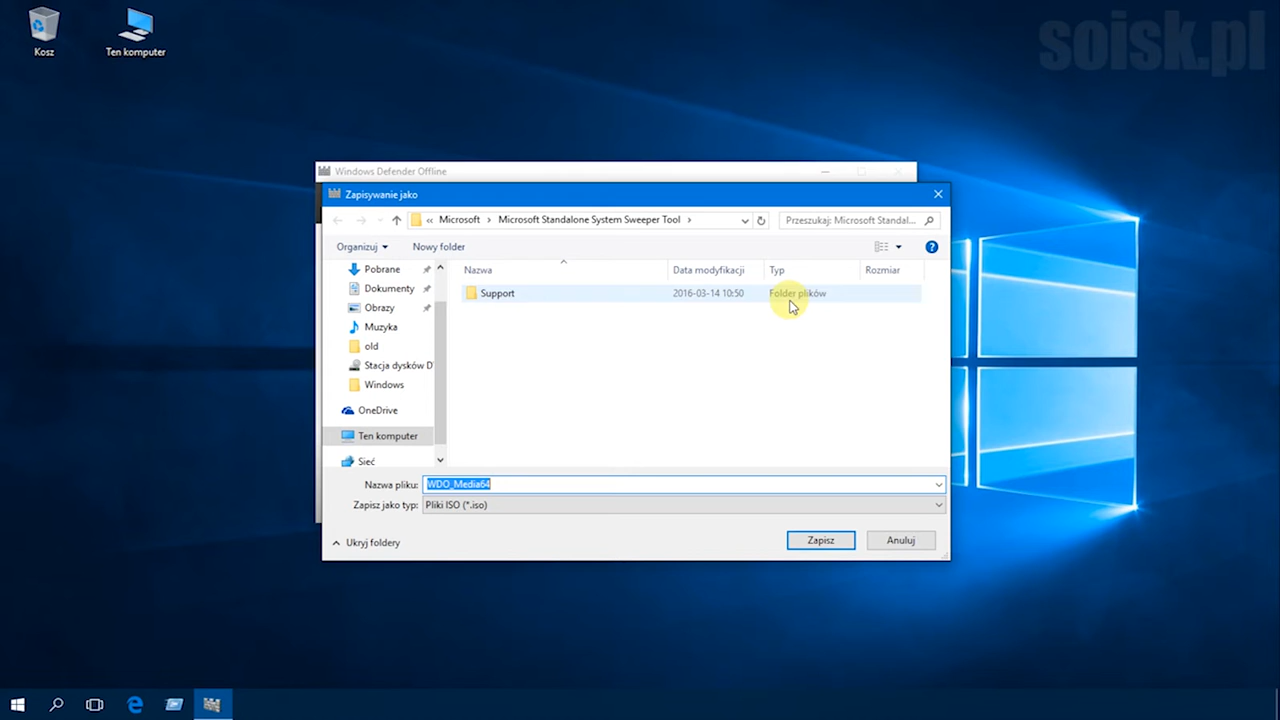 soisk.pl
Kosz
Ten komputer
Windows Defender Offline
Zapisywanie jako
« Microsoft › Microsoft Standalone System Sweeper Tool ›
Przeszukaj: Microsoft Standal...
Organizuj
Nowy folder
Nazwa
Data modyfikacji
Typ
Rozmiar
Pobrane
Dokumenty
Obrazy
Muzyka
old
Stacja dysków D
Windows
OneDrive
Ten komputer
Sieć
Support
2016-03-14 10:50
Folder plików
Nazwa pliku: WDO_Media64
Zapisz jako typ: Pliki ISO (*.iso)
Ukryj foldery
Zapisz
Anuluj